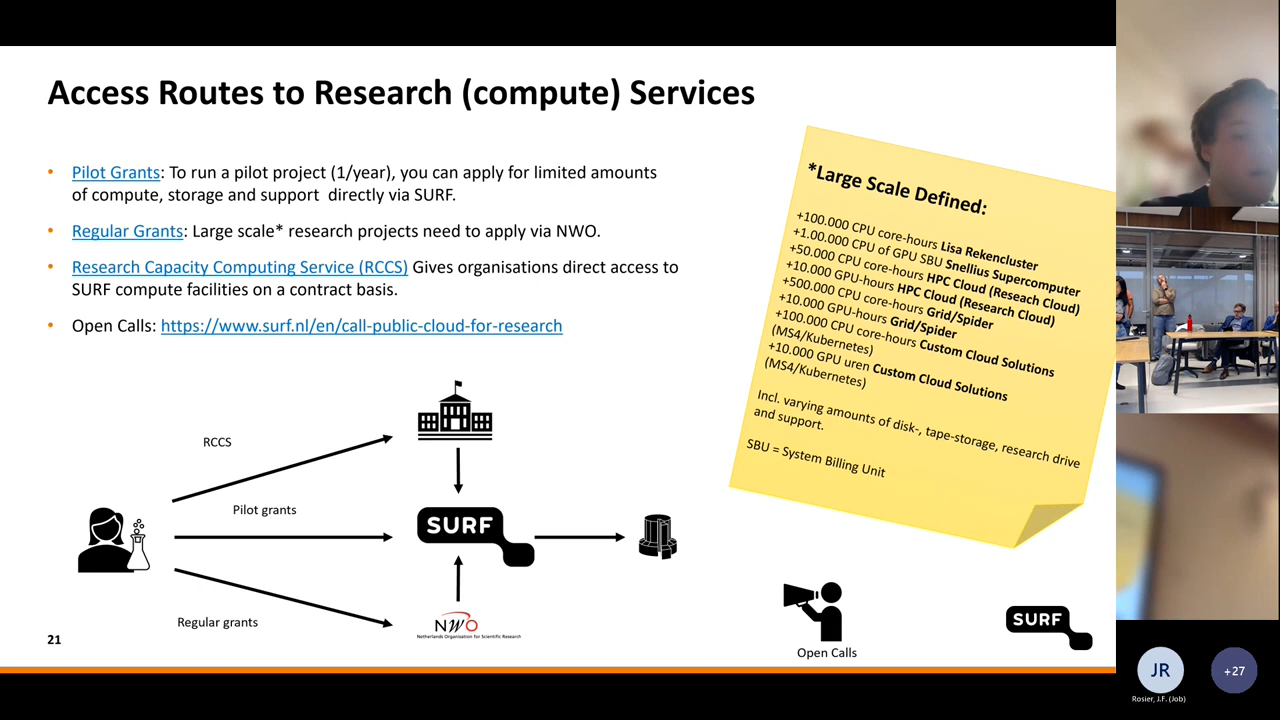 Access Routes to Research (compute) Services
• Pilot Grants: To run a pilot project (1/year), you can apply for limited amounts
of compute, storage and support  directly via SURF.
• Regular Grants: Large scale* research projects need to apply via NWO.
• Research Capacity Computing Service (RCCS) Gives organisations direct access to
SURF compute facilities on a contract basis.
• Open Calls: https://www.surf.nl/en/call-public-cloud-for-research
*Large Scale Defined:
+100.000 CPU core-hours Lisa Rekencluster
+1.00.000 CPU of GPU SBU Snellius Supercomputer
+50.000 CPU core-hours HPC Cloud (Reseach Cloud)
+10.000 GPU-hours HPC Cloud (Research Cloud)
+500.000 CPU core-hours Grid/Spider
+10.000 GPU-hours Grid/Spider
+100.000 CPU core-hours Custom Cloud Solutions
(MS4/Kubernetes)
+10.000 GPU uren Custom Cloud Solutions
(MS4/Kubernetes)
Incl. varying amounts of disk-, tape-storage, research drive
and support.
SBU = System Billing Unit
RCCS
Pilot grants
SURF
Regular grants
NWO
Netherlands Organisation for Scientific Research
Open Calls
SURF
21
JR
+27
Rosier, J.F. (Job)